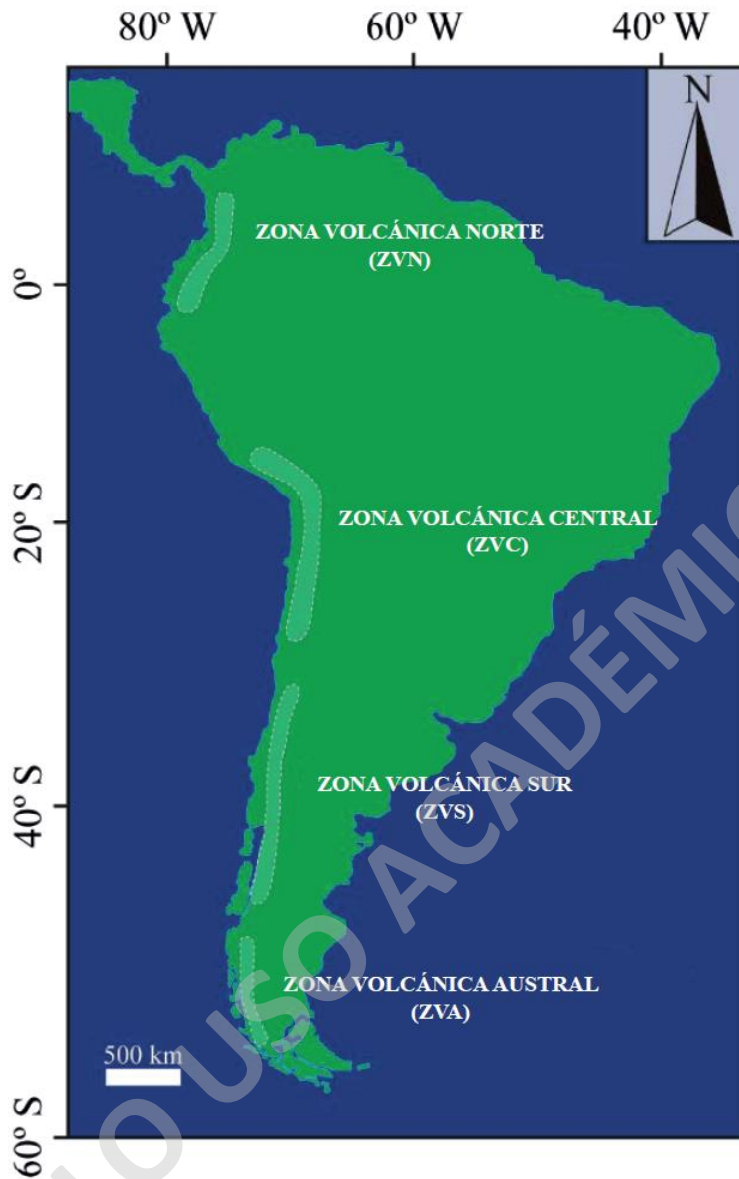 80º W 60º W 40º W
N
ZONA VOLCÁNICA NORTE
(ZVN)
0º
ZONA VOLCÁNICA CENTRAL
(ZVC)
20º S
ZONA VOLCÁNICA SUR
(ZVS)
40º S
ZONA VOLCÁNICA AUSTRAL
(ZVA)
500 km
60º S
USO ACADÉMIC